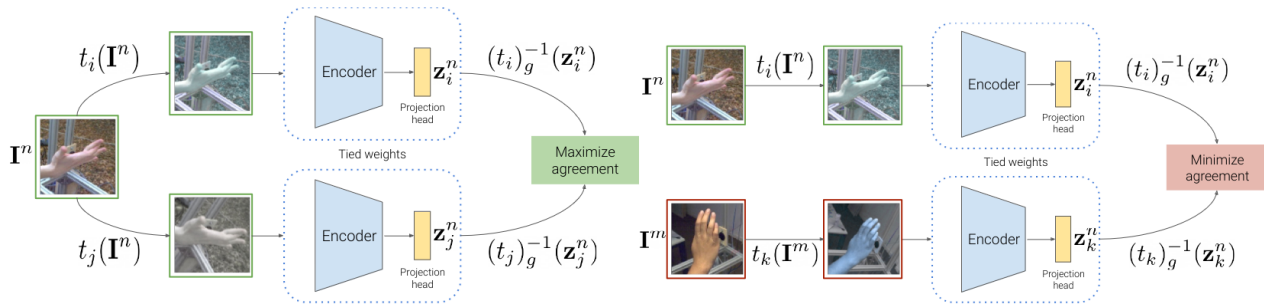 t_i(I^n)
Encoder
z_i^n
Projection
head
(t_i)_g^{-1}(z_i^n)
I^n
Tied weights
Maximize
agreement
t_j(I^n)
Encoder
z_j^n
Projection
head
(t_j)_g^{-1}(z_j^n)
I^n
t_i(I^n)
Encoder
z_i^n
Projection
head
(t_i)_g^{-1}(z_i^n)
Tied weights
Minimize
agreement
I^m
t_k(I^m)
Encoder
z_k^n
Projection
head
(t_k)_g^{-1}(z_k^n)